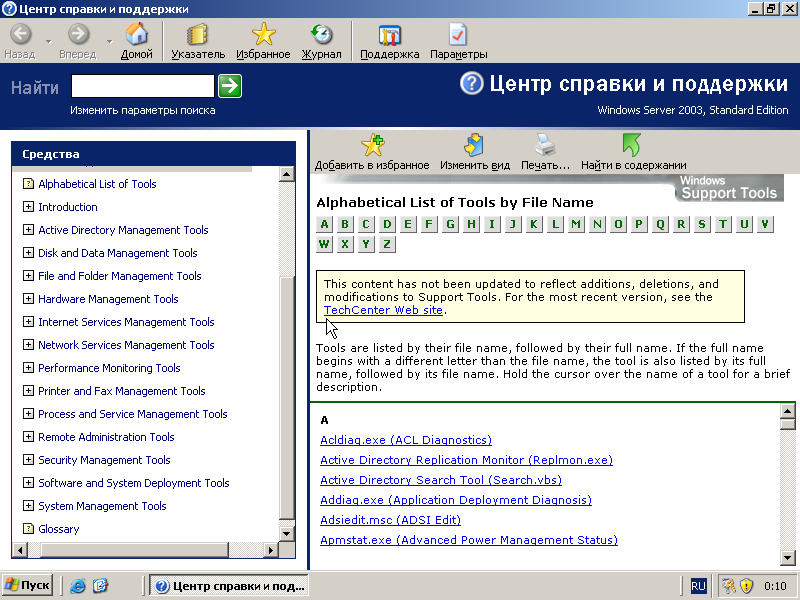 Центр справки и поддержки
Назад
Вперед
Домой
Указатель
Избранное
Журнал
Поддержка
Параметры
Найти
Изменить параметры поиска
Центр справки и поддержки
Windows Server 2003, Standard Edition
Средства
Alphabetical List of Tools
Introduction
Active Directory Management Tools
Disk and Data Management Tools
File and Folder Management Tools
Hardware Management Tools
Internet Services Management Tools
Network Services Management Tools
Performance Monitoring Tools
Printer and Fax Management Tools
Process and Service Management Tools
Remote Administration Tools
Security Management Tools
Software and System Deployment Tools
System Management Tools
Glossary
Добавить в избранное
Изменить вид
Печать...
Найти в содержании
Windows
Support Tools
Alphabetical List of Tools by File Name
A B C D E F G H I J K L M N O P Q R S T U V
W X Y Z
This content has not been updated to reflect additions, deletions, and
modifications to Support Tools. For the most recent version, see the
TechCenter Web site.
Tools are listed by their file name, followed by their full name. If the full name
begins with a different letter than the file name, the tool is also listed by its full
name, followed by its file name. Hold the cursor over the name of a tool for a brief
description.
A
Acldiag.exe (ACL Diagnostics)
Active Directory Replication Monitor (Replmon.exe)
Active Directory Search Tool (Search.vbs)
Addiag.exe (Application Deployment Diagnosis)
Adsiedit.msc (ADSI Edit)
Apmstat.exe (Advanced Power Management Status)
Пуск
Центр справки и под...
RU
0:10